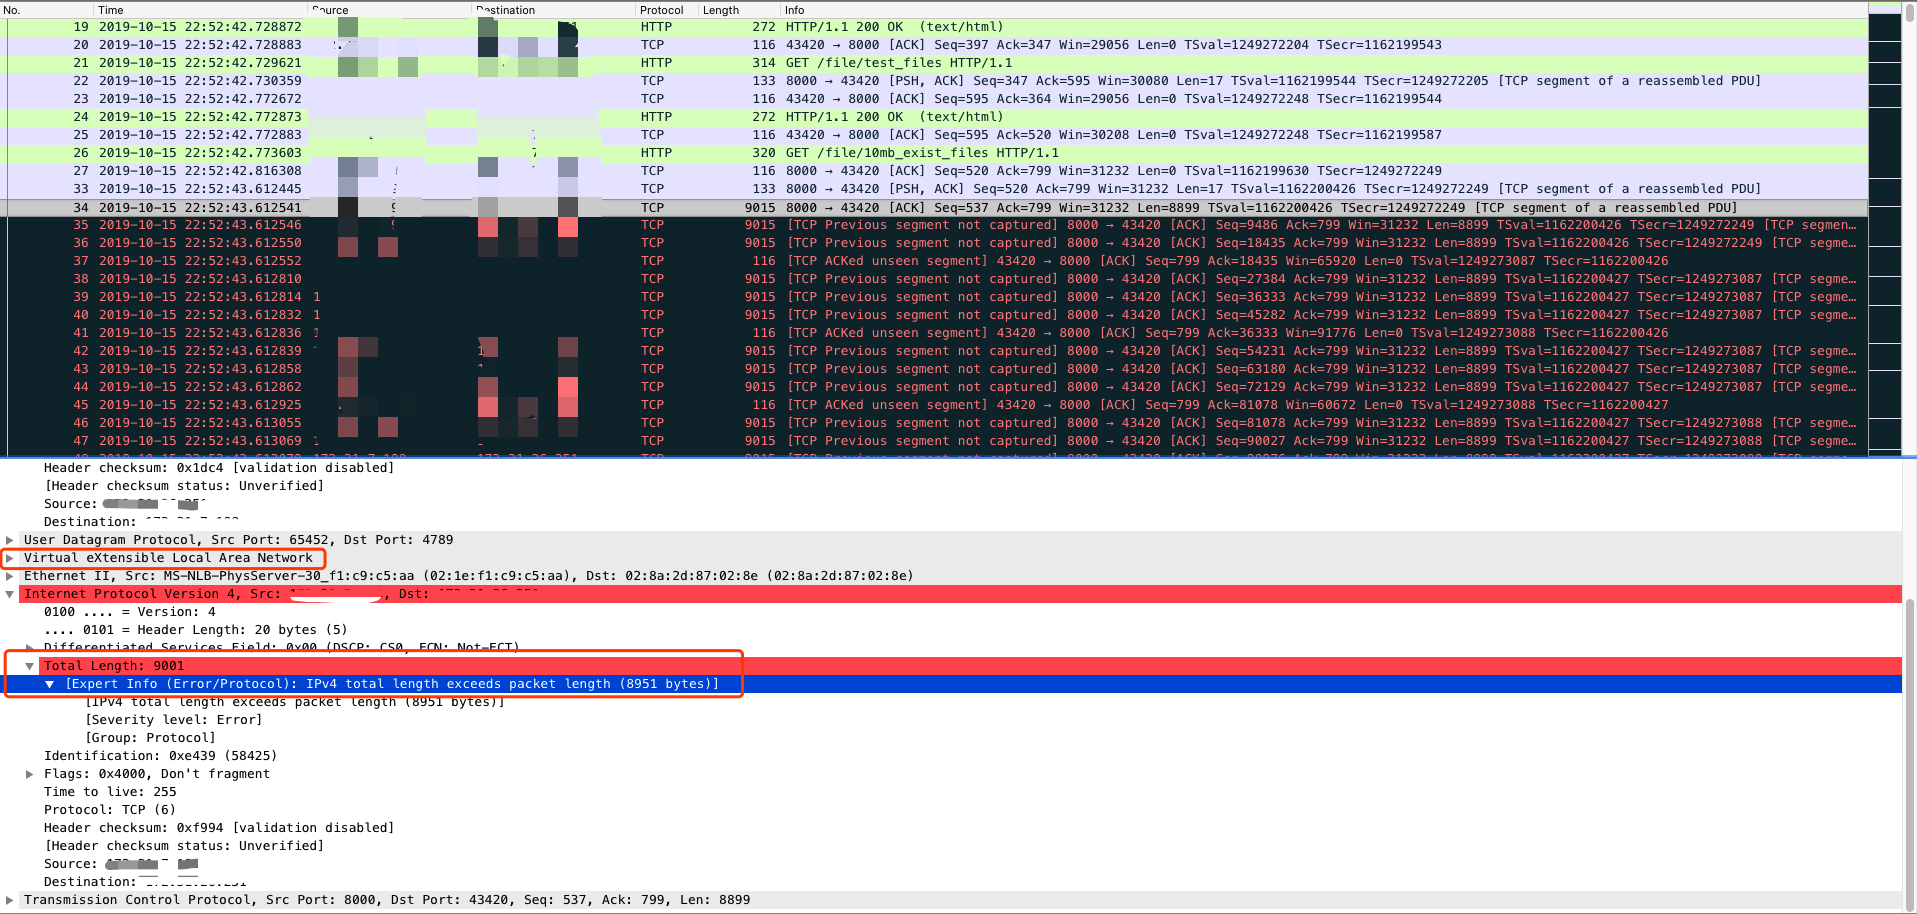 No. Time Source Destination Protocol Length Info
19 2019-10-15 22:52:42.728872 HTTP 272 HTTP/1.1 200 OK (text/html)
20 2019-10-15 22:52:42.728883 TCP 116 43420 → 8000 [ACK] Seq=397 Ack=347 Win=29056 Len=0 TSval=1249272204 TSecr=1162199543
21 2019-10-15 22:52:42.729621 HTTP 314 GET /file/test_files HTTP/1.1
22 2019-10-15 22:52:42.730359 TCP 133 8000 → 43420 [PSH, ACK] Seq=347 Ack=595 Win=30080 Len=17 TSval=1162199544 TSecr=1249272205 [TCP segment of a reassembled PDU]
23 2019-10-15 22:52:42.772672 TCP 116 43420 → 8000 [ACK] Seq=595 Ack=364 Win=29056 Len=0 TSval=1249272248 TSecr=1162199544
24 2019-10-15 22:52:42.772873 HTTP 272 HTTP/1.1 200 OK (text/html)
25 2019-10-15 22:52:42.772883 TCP 116 43420 → 8000 [ACK] Seq=595 Ack=520 Win=30208 Len=0 TSval=1249272248 TSecr=1162199587
26 2019-10-15 22:52:42.773603 HTTP 320 GET /file/10mb_exist_files HTTP/1.1
27 2019-10-15 22:52:42.816308 TCP 116 8000 → 43420 [ACK] Seq=520 Ack=799 Win=31232 Len=0 TSval=1162199630 TSecr=1249272249
33 2019-10-15 22:52:43.612445 TCP 133 8000 → 43420 [PSH, ACK] Seq=520 Ack=799 Win=31232 Len=17 TSval=1162200426 TSecr=1249272249 [TCP segment of a reassembled PDU]
34 2019-10-15 22:52:43.612541 TCP 9015 8000 → 43420 [ACK] Seq=537 Ack=799 Win=31232 Len=8899 TSval=1162200426 TSecr=1249272249 [TCP segment of a reassembled PDU]
35 2019-10-15 22:52:43.612546 TCP 9015 [TCP Previous segment not captured] 8000 → 43420 [ACK] Seq=9486 Ack=799 Win=31232 Len=8899 TSval=1162200426 TSecr=1249272249 [TCP segmen…
36 2019-10-15 22:52:43.612550 TCP 9015 [TCP Previous segment not captured] 8000 → 43420 [ACK] Seq=18435 Ack=799 Win=31232 Len=8899 TSval=1162200426 TSecr=1249272249 [TCP segme…
37 2019-10-15 22:52:43.612552 TCP 116 [TCP ACKed unseen segment] 43420 → 8000 [ACK] Seq=799 Ack=18435 Win=65920 Len=0 TSval=1249273087 TSecr=1162200426
38 2019-10-15 22:52:43.612810 TCP 9015 [TCP Previous segment not captured] 8000 → 43420 [ACK] Seq=27384 Ack=799 Win=31232 Len=8899 TSval=1162200427 TSecr=1249273087 [TCP segme…
39 2019-10-15 22:52:43.612814 1 TCP 9015 [TCP Previous segment not captured] 8000 → 43420 [ACK] Seq=36333 Ack=799 Win=31232 Len=8899 TSval=1162200427 TSecr=1249273087 [TCP segme…
40 2019-10-15 22:52:43.612832 1 TCP 9015 [TCP Previous segment not captured] 8000 → 43420 [ACK] Seq=45282 Ack=799 Win=31232 Len=8899 TSval=1162200427 TSecr=1249273087 [TCP segme…
41 2019-10-15 22:52:43.612836 1 TCP 116 [TCP ACKed unseen segment] 43420 → 8000 [ACK] Seq=799 Ack=36333 Win=91776 Len=0 TSval=1249273088 TSecr=1162200426
42 2019-10-15 22:52:43.612839 1 TCP 9015 [TCP Previous segment not captured] 8000 → 43420 [ACK] Seq=54231 Ack=799 Win=31232 Len=8899 TSval=1162200427 TSecr=1249273087 [TCP segme…
43 2019-10-15 22:52:43.612858 TCP 9015 [TCP Previous segment not captured] 8000 → 43420 [ACK] Seq=63180 Ack=799 Win=31232 Len=8899 TSval=1162200427 TSecr=1249273087 [TCP segme…
44 2019-10-15 22:52:43.612862 TCP 9015 [TCP Previous segment not captured] 8000 → 43420 [ACK] Seq=72129 Ack=799 Win=31232 Len=8899 TSval=1162200427 TSecr=1249273087 [TCP segme…
45 2019-10-15 22:52:43.612925 TCP 116 [TCP ACKed unseen segment] 43420 → 8000 [ACK] Seq=799 Ack=81078 Win=60672 Len=0 TSval=1249273088 TSecr=1162200427
46 2019-10-15 22:52:43.613055 TCP 9015 [TCP Previous segment not captured] 8000 → 43420 [ACK] Seq=81078 Ack=799 Win=31232 Len=8899 TSval=1162200427 TSecr=1249273088 [TCP segme…
47 2019-10-15 22:52:43.613069 TCP 9015 [TCP Previous segment not captured] 8000 → 43420 [ACK] Seq=90027 Ack=799 Win=31232 Len=8899 TSval=1162200427 TSecr=1249273088 [TCP segme…
Header checksum: 0x1dc4 [validation disabled]
[Header checksum status: Unverified]
Source:
Destination:
User Datagram Protocol, Src Port: 65452, Dst Port: 4789
Virtual eXtensible Local Area Network
Ethernet II, Src: MS-NLB-PhysServer-30_f1:c9:c5:aa (02:1e:f1:c9:c5:aa), Dst: 02:8a:2d:87:02:8e (02:8a:2d:87:02:8e)
Internet Protocol Version 4, Src: , Dst:
0100 .... = Version: 4
.... 0101 = Header Length: 20 bytes (5)
Differentiated Services Field: 0x00 (DSCP: CS0, ECN: Not-ECT)
Total Length: 9001
[Expert Info (Error/Protocol): IPv4 total length exceeds packet length (8951 bytes)]
[IPv4 total length exceeds packet length (8951 bytes)]
[Severity level: Error]
[Group: Protocol]
Identification: 0xe439 (58425)
Flags: 0x4000, Don't fragment
Time to live: 255
Protocol: TCP (6)
Header checksum: 0xf994 [validation disabled]
[Header checksum status: Unverified]
Source:
Destination:
Transmission Control Protocol, Src Port: 8000, Dst Port: 43420, Seq: 537, Ack: 799, Len: 8899